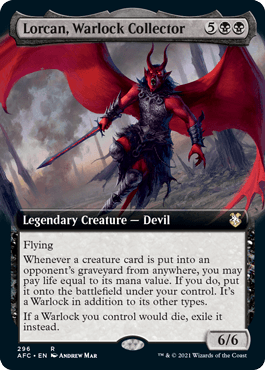 Lorcan, Warlock Collector 5
Legendary Creature — Devil
Flying
Whenever a creature card is put into an
opponent's graveyard from anywhere, you may
pay life equal to its mana value. If you do, put
it onto the battlefield under your control. It's
a Warlock in addition to its other types.
If a Warlock you control would die, exile it
instead.
6/6
296 R
AFC • EN Andrew Mar
™ & © 2021 Wizards of the Coast